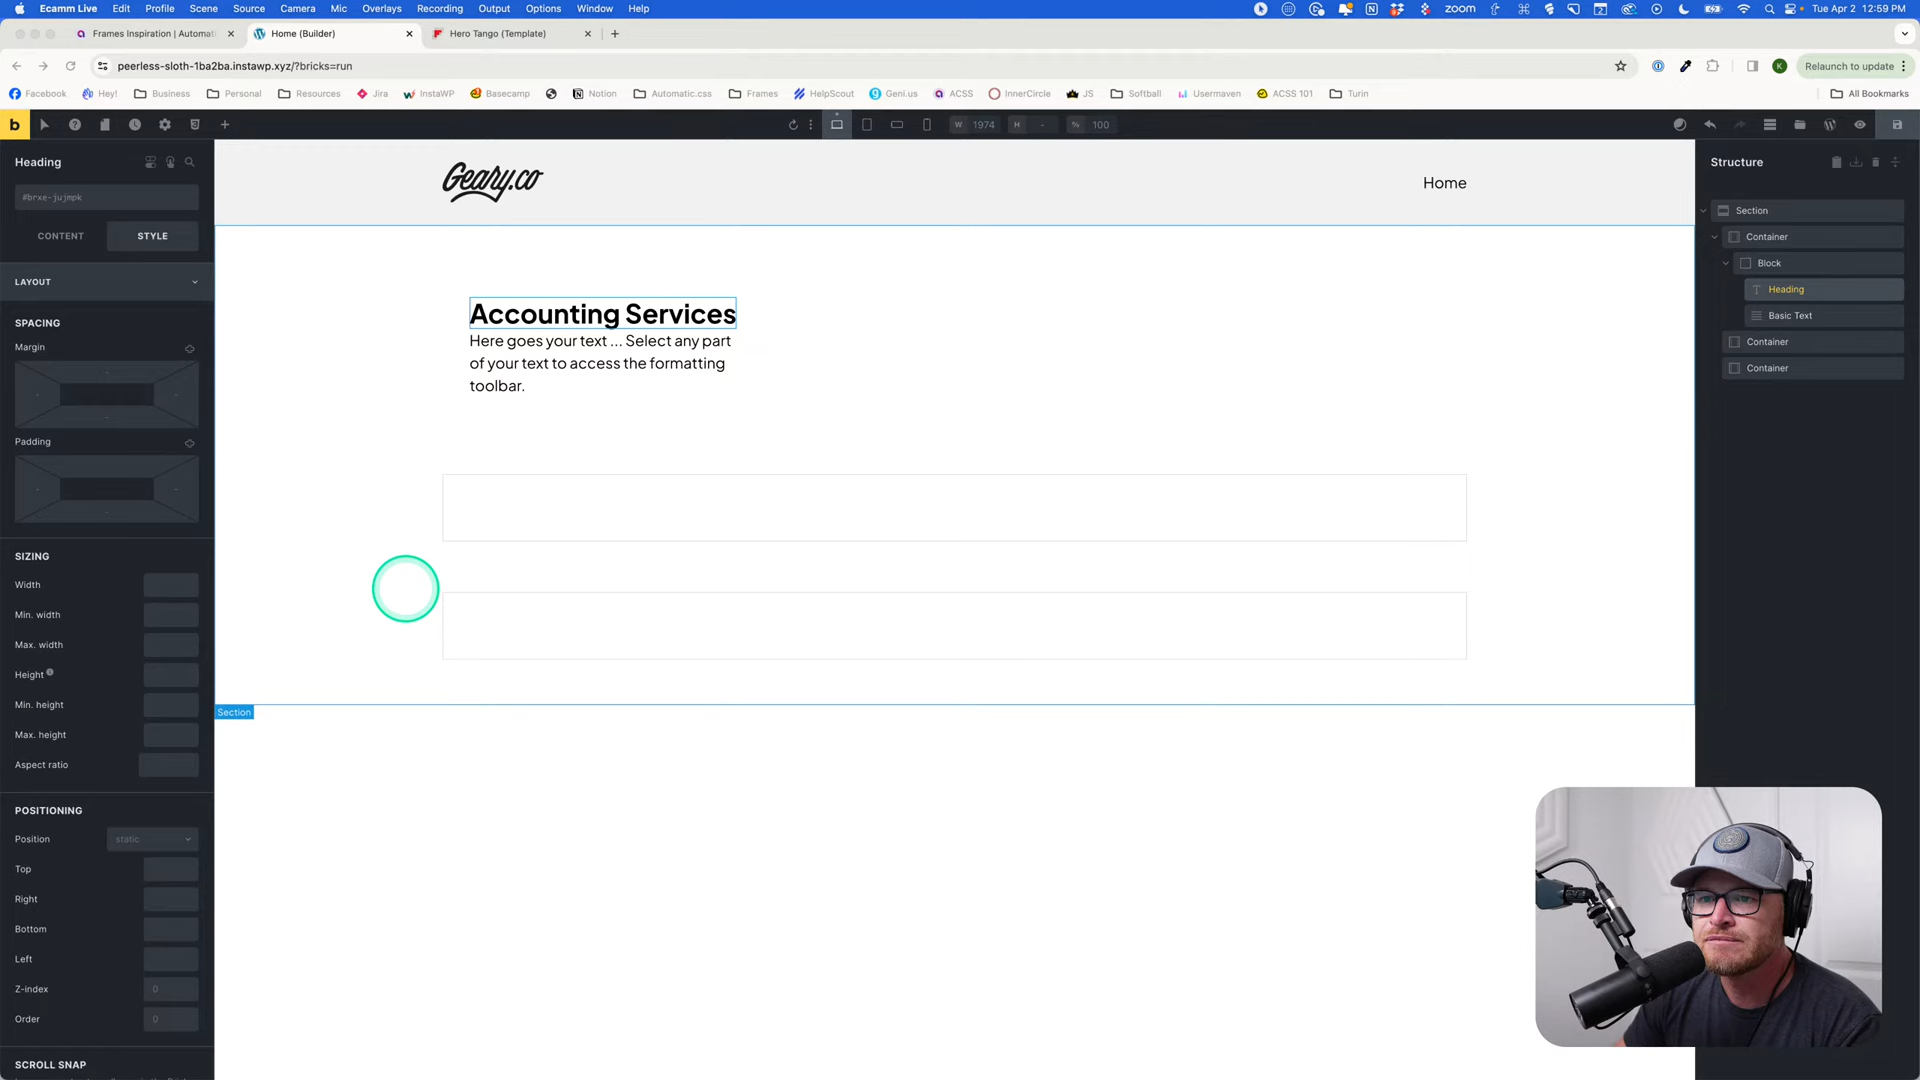 Ecamm Live Edit Profile Scene Source Camera Mic Overlays Recording Output Options Window Help
zoom Tue Apr 2 12:59 PM
Frames Inspiration | Automati
Home (Builder)
Hero Tango (Template)
peerless-sloth-1ba2ba.instawp.xyz/?bricks=run
K
Relaunch to update
Facebook Hey! Business Personal Resources Jira InstaWP Basecamp Notion Automatic.css Frames HelpScout Geni.us ACSS InnerCircle JS Softball Usermaven ACSS 101 Turin All Bookmarks
b
W 1974 H - % 100
Heading
#brxe-jujmpk
CONTENT STYLE
LAYOUT
SPACING
Margin
Padding
SIZING
Width
Min. width
Max. width
Height
Min. height
Max. height
Aspect ratio
POSITIONING
Position static
Top
Right
Bottom
Left
Z-index 0
Order 0
SCROLL SNAP
Geary.co
Home
Accounting Services
Here goes your text ... Select any part
of your text to access the formatting
toolbar.
Section
Structure
Section
Container
Block
Heading
Basic Text
Container
Container